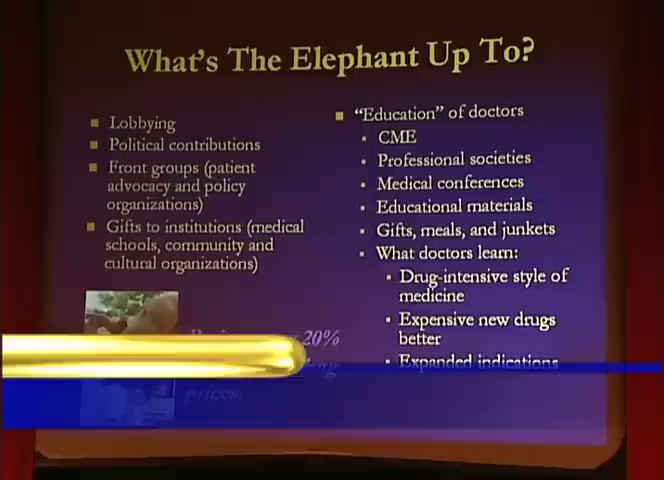 What's The Elephant Up To?
Lobbying
Political contributions
Front groups (patient
advocacy and policy
organizations)
Gifts to institutions (medical
schools, community and
cultural organizations)
"Education" of doctors
CME
Professional societies
Medical conferences
Educational materials
Gifts, meals, and junkets
What doctors learn:
Drug-intensive style of
medicine
Expensive new drugs
better
Expanded indications
20%
prices.